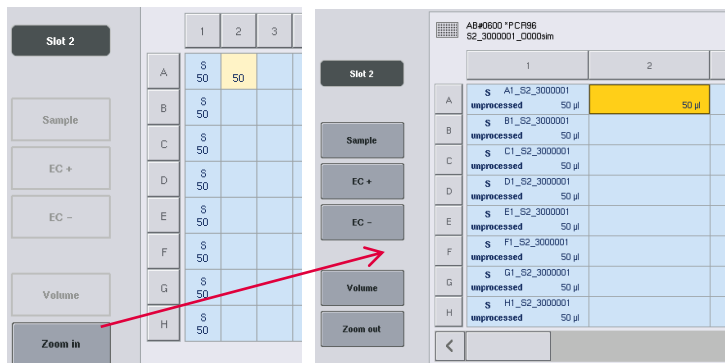 Slot 2
Sample
EC +
EC -
Volume
Zoom in
1 2 3
A S 50 50
B S 50
C S 50
D S 50
E S 50
F S 50
G S 50
H S 50
AB#0600 *PCR96
S2_3000001_0000sim
Slot 2
Sample
EC +
EC -
Volume
Zoom out
1 2
A S A1_S2_3000001
unprocessed 50 µl 50 µl
B S B1_S2_3000001
unprocessed 50 µl
C S C1_S2_3000001
unprocessed 50 µl
D S D1_S2_3000001
unprocessed 50 µl
E S E1_S2_3000001
unprocessed 50 µl
F S F1_S2_3000001
unprocessed 50 µl
G S G1_S2_3000001
unprocessed 50 µl
H S H1_S2_3000001
unprocessed 50 µl